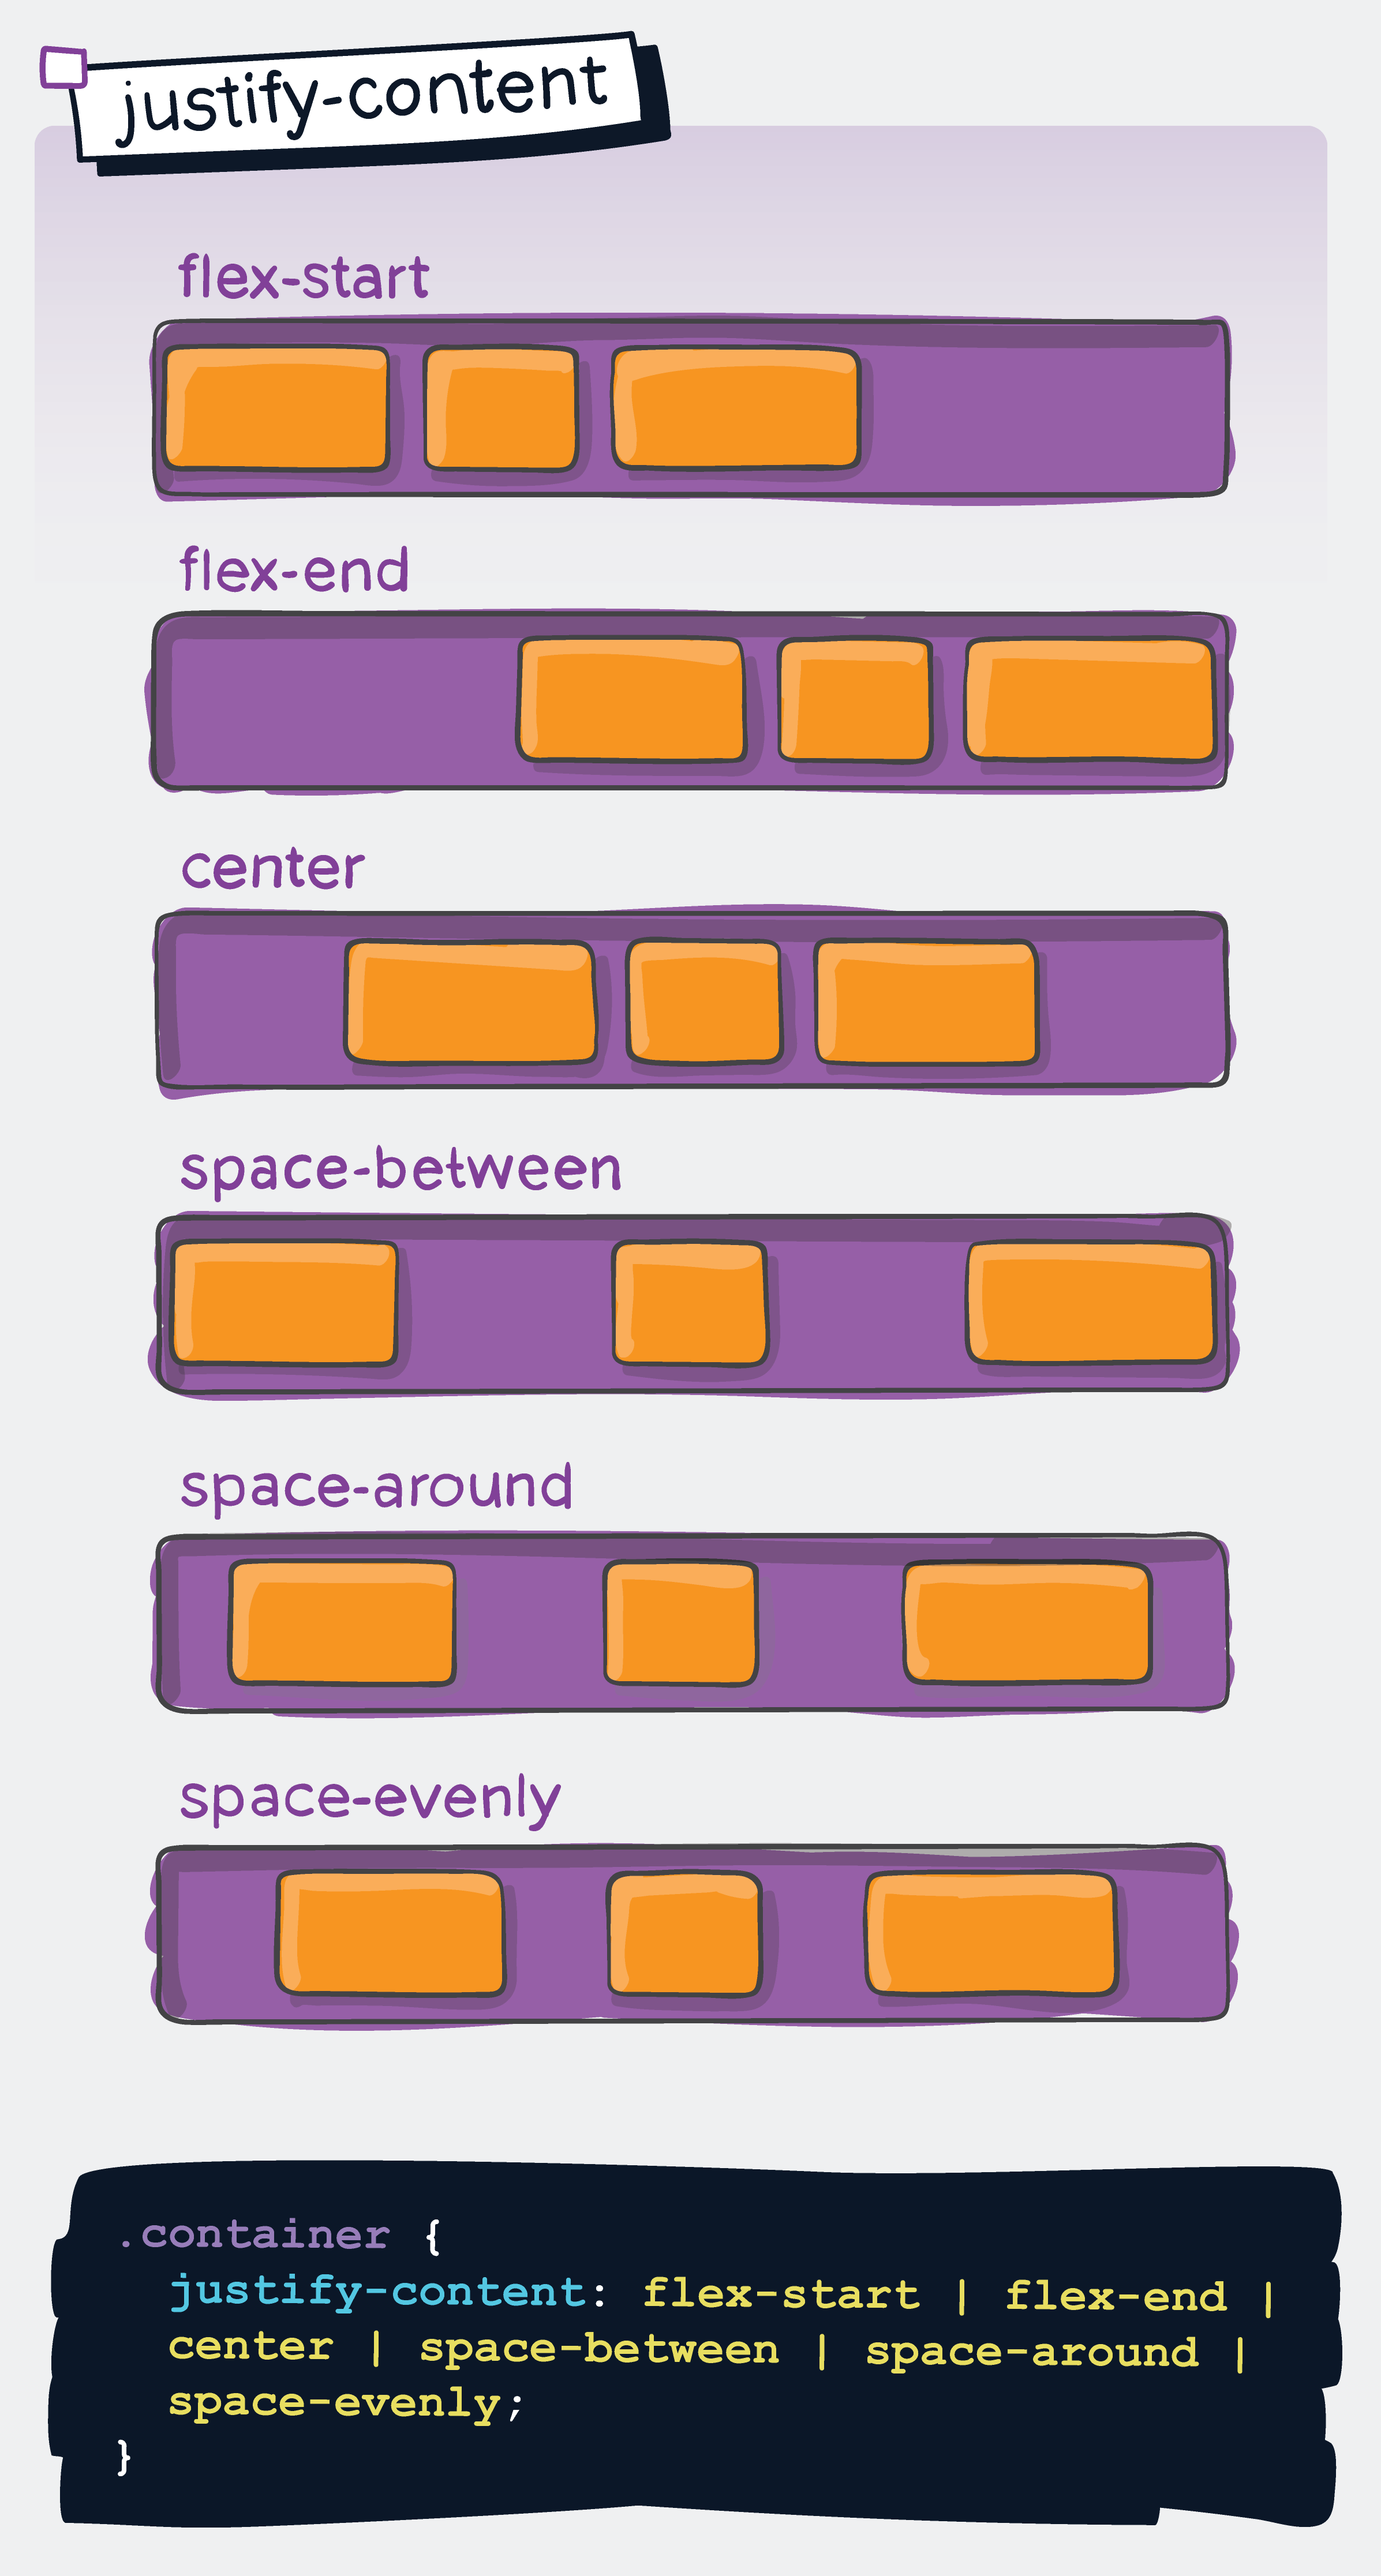 justify-content
flex-start
flex-end
center
space-between
space-around
space-evenly
.container {
justify-content: flex-start | flex-end |
center | space-between | space-around |
space-evenly;
}